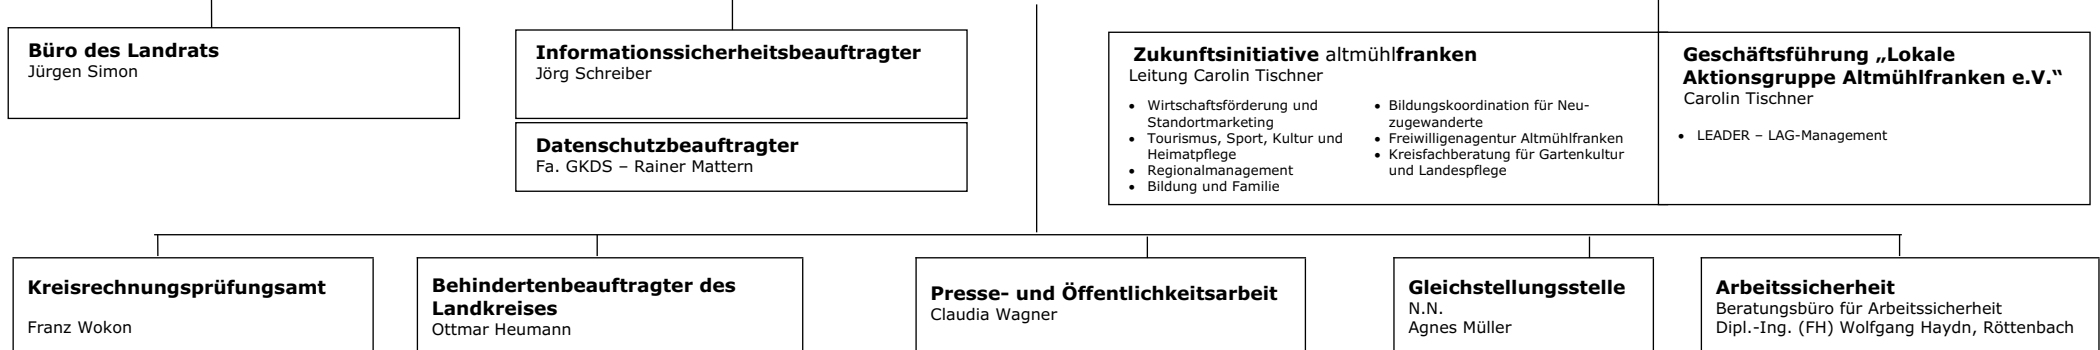 Büro des Landrats
Jürgen Simon
Informationssicherheitsbeauftragter
Jörg Schreiber
Datenschutzbeauftragter
Fa. GKDS – Rainer Mattern
Zukunftsinitiative altmühlfranken
Leitung Carolin Tischner
• Wirtschaftsförderung und
Standortmarketing
• Tourismus, Sport, Kultur und
Heimatpflege
• Regionalmanagement
• Bildung und Familie
• Bildungskoordination für Neu-
zugewanderte
• Freiwilligenagentur Altmühlfranken
• Kreisfachberatung für Gartenkultur
und Landespflege
Geschäftsführung „Lokale
Aktionsgruppe Altmühlfranken e.V.“
Carolin Tischner
• LEADER – LAG-Management
Kreisrechnungsprüfungsamt
Franz Wokon
Behindertenbeauftragter des
Landkreises
Ottmar Heumann
Presse- und Öffentlichkeitsarbeit
Claudia Wagner
Gleichstellungsstelle
N.N.
Agnes Müller
Arbeitssicherheit
Beratungsbüro für Arbeitssicherheit
Dipl.-Ing. (FH) Wolfgang Haydn, Röttenbach